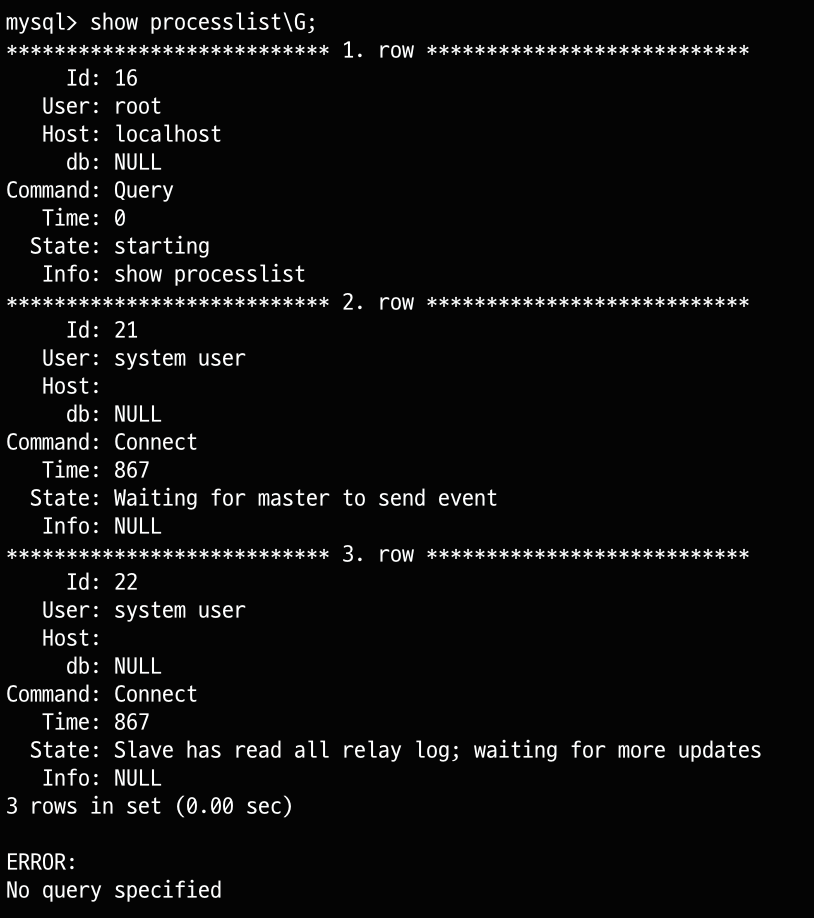 mysql> show processlist\G;
*************************** 1. row ***************************
     Id: 16
   User: root
   Host: localhost
     db: NULL
Command: Query
   Time: 0
  State: starting
   Info: show processlist
*************************** 2. row ***************************
     Id: 21
   User: system user
   Host:
     db: NULL
Command: Connect
   Time: 867
  State: Waiting for master to send event
   Info: NULL
*************************** 3. row ***************************
     Id: 22
   User: system user
   Host:
     db: NULL
Command: Connect
   Time: 867
  State: Slave has read all relay log; waiting for more updates
   Info: NULL
3 rows in set (0.00 sec)

ERROR:
No query specified